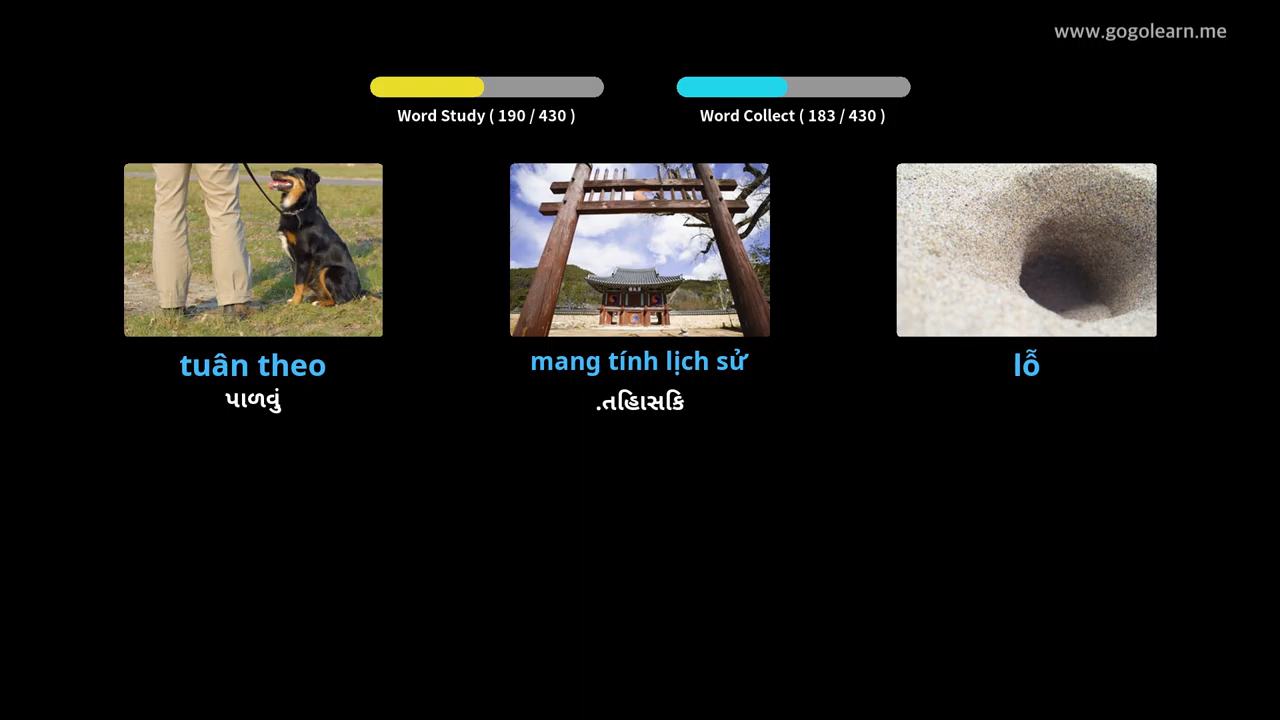 www.gogolearn.me
Word Study ( 190 / 430 )
Word Collect ( 183 / 430 )
tuân theo
પાળવું
mang tính lịch sử
.તહિાસકિ
lỗ